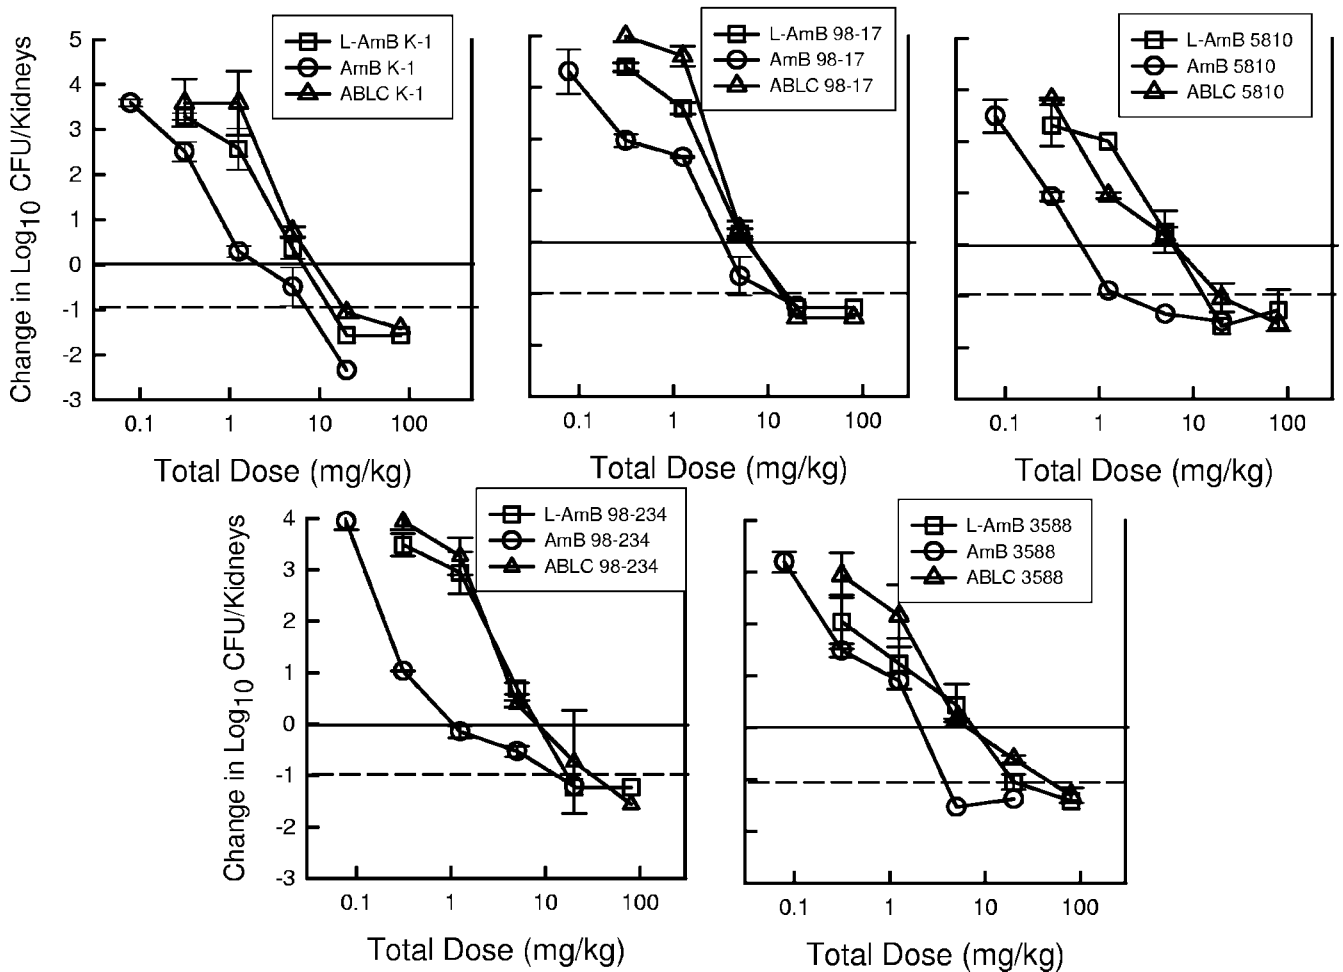 Change in Log10 CFU/Kidneys
5
4
3
2
1
0
-1
-2
-3
L-AmB K-1
AmB K-1
ABLC K-1
0.1 1 10 100
Total Dose (mg/kg)
L-AmB 98-17
AmB 98-17
ABLC 98-17
0.1 1 10 100
Total Dose (mg/kg)
L-AmB 5810
AmB 5810
ABLC 5810
0.1 1 10 100
Total Dose (mg/kg)
Change in Log10 CFU/Kidneys
4
3
2
1
0
-1
-2
-3
L-AmB 98-234
AmB 98-234
ABLC 98-234
0.1 1 10 100
Total Dose (mg/kg)
L-AmB 3588
AmB 3588
ABLC 3588
0.1 1 10 100
Total Dose (mg/kg)